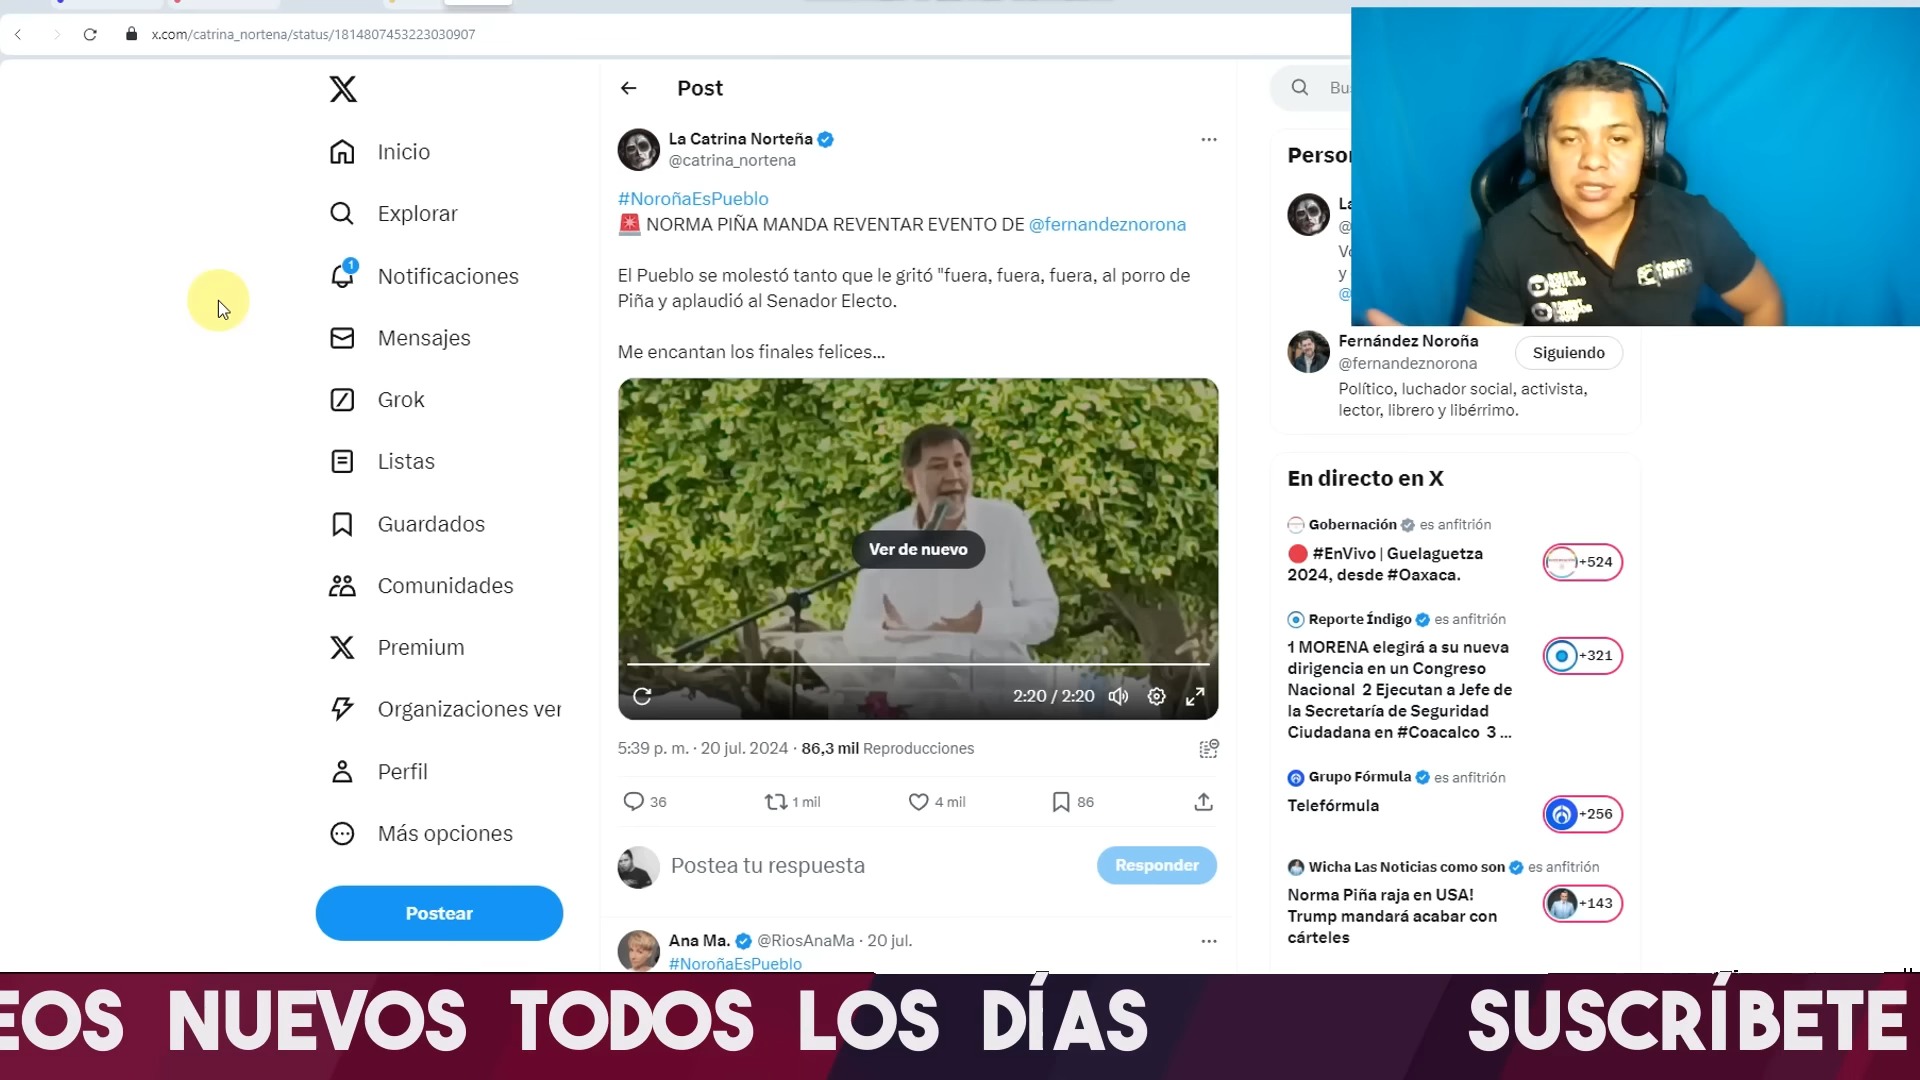 x.com/catrina_nortena/status/1814807453223030907
Inicio
Explorar
1
Notificaciones
Mensajes
Grok
Listas
Guardados
Comunidades
Premium
Organizaciones ver
Perfil
Más opciones
Postear
Post
La Catrina Norteña
@catrina_nortena
#NoroñaEsPueblo
🚨 NORMA PIÑA MANDA REVENTAR EVENTO DE @fernandeznorona
El Pueblo se molestó tanto que le gritó "fuera, fuera, fuera, al porro de
Piña y aplaudió al Senador Electo.
Me encantan los finales felices...
Ver de nuevo
2:20 / 2:20
5:39 p. m. · 20 jul. 2024 · 86,3 mil Reproducciones
36
1 mil
4 mil
86
Postea tu respuesta
Responder
Ana Ma. @RiosAnaMa · 20 jul.
#NoroñaEsPueblo
Fernández Noroña
@fernandeznorona
Siguiendo
Político, luchador social, activista,
lector, librero y libérrimo.
En directo en X
Gobernación es anfitrión
🔴 #EnVivo | Guelaguetza
2024, desde #Oaxaca.
+524
Reporte Índigo es anfitrión
1 MORENA elegirá a su nueva
dirigencia en un Congreso
Nacional 2 Ejecutan a Jefe de
la Secretaría de Seguridad
Ciudadana en #Coacalco 3 ...
+321
Grupo Fórmula es anfitrión
Telefórmula
+256
Wicha Las Noticias como son es anfitrión
Norma Piña raja en USA!
Trump mandará acabar con
cárteles
+143
EOS NUEVOS TODOS LOS DÍAS SUSCRÍBETE